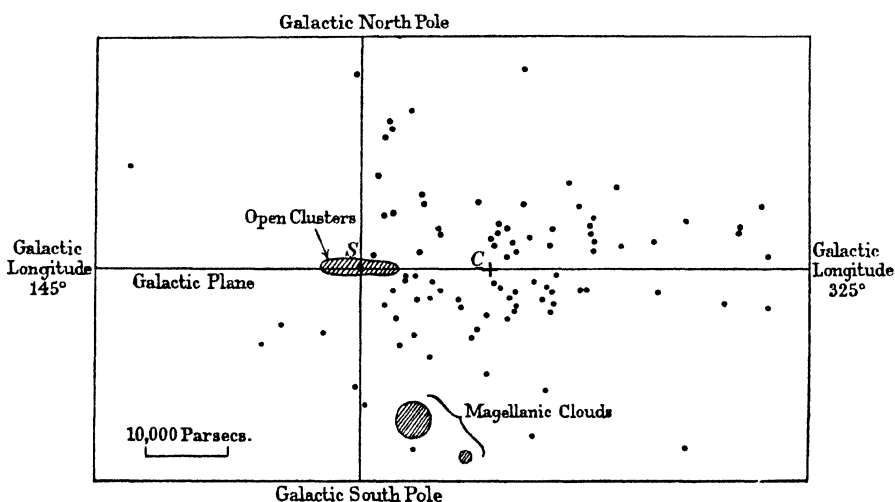 Galactic North Pole
Open Clusters
S
C
Galactic
Longitude
145°
Galactic Plane
Galactic
Longitude
325°
Magellanic Clouds
10,000 Parsecs.
Galactic South Pole